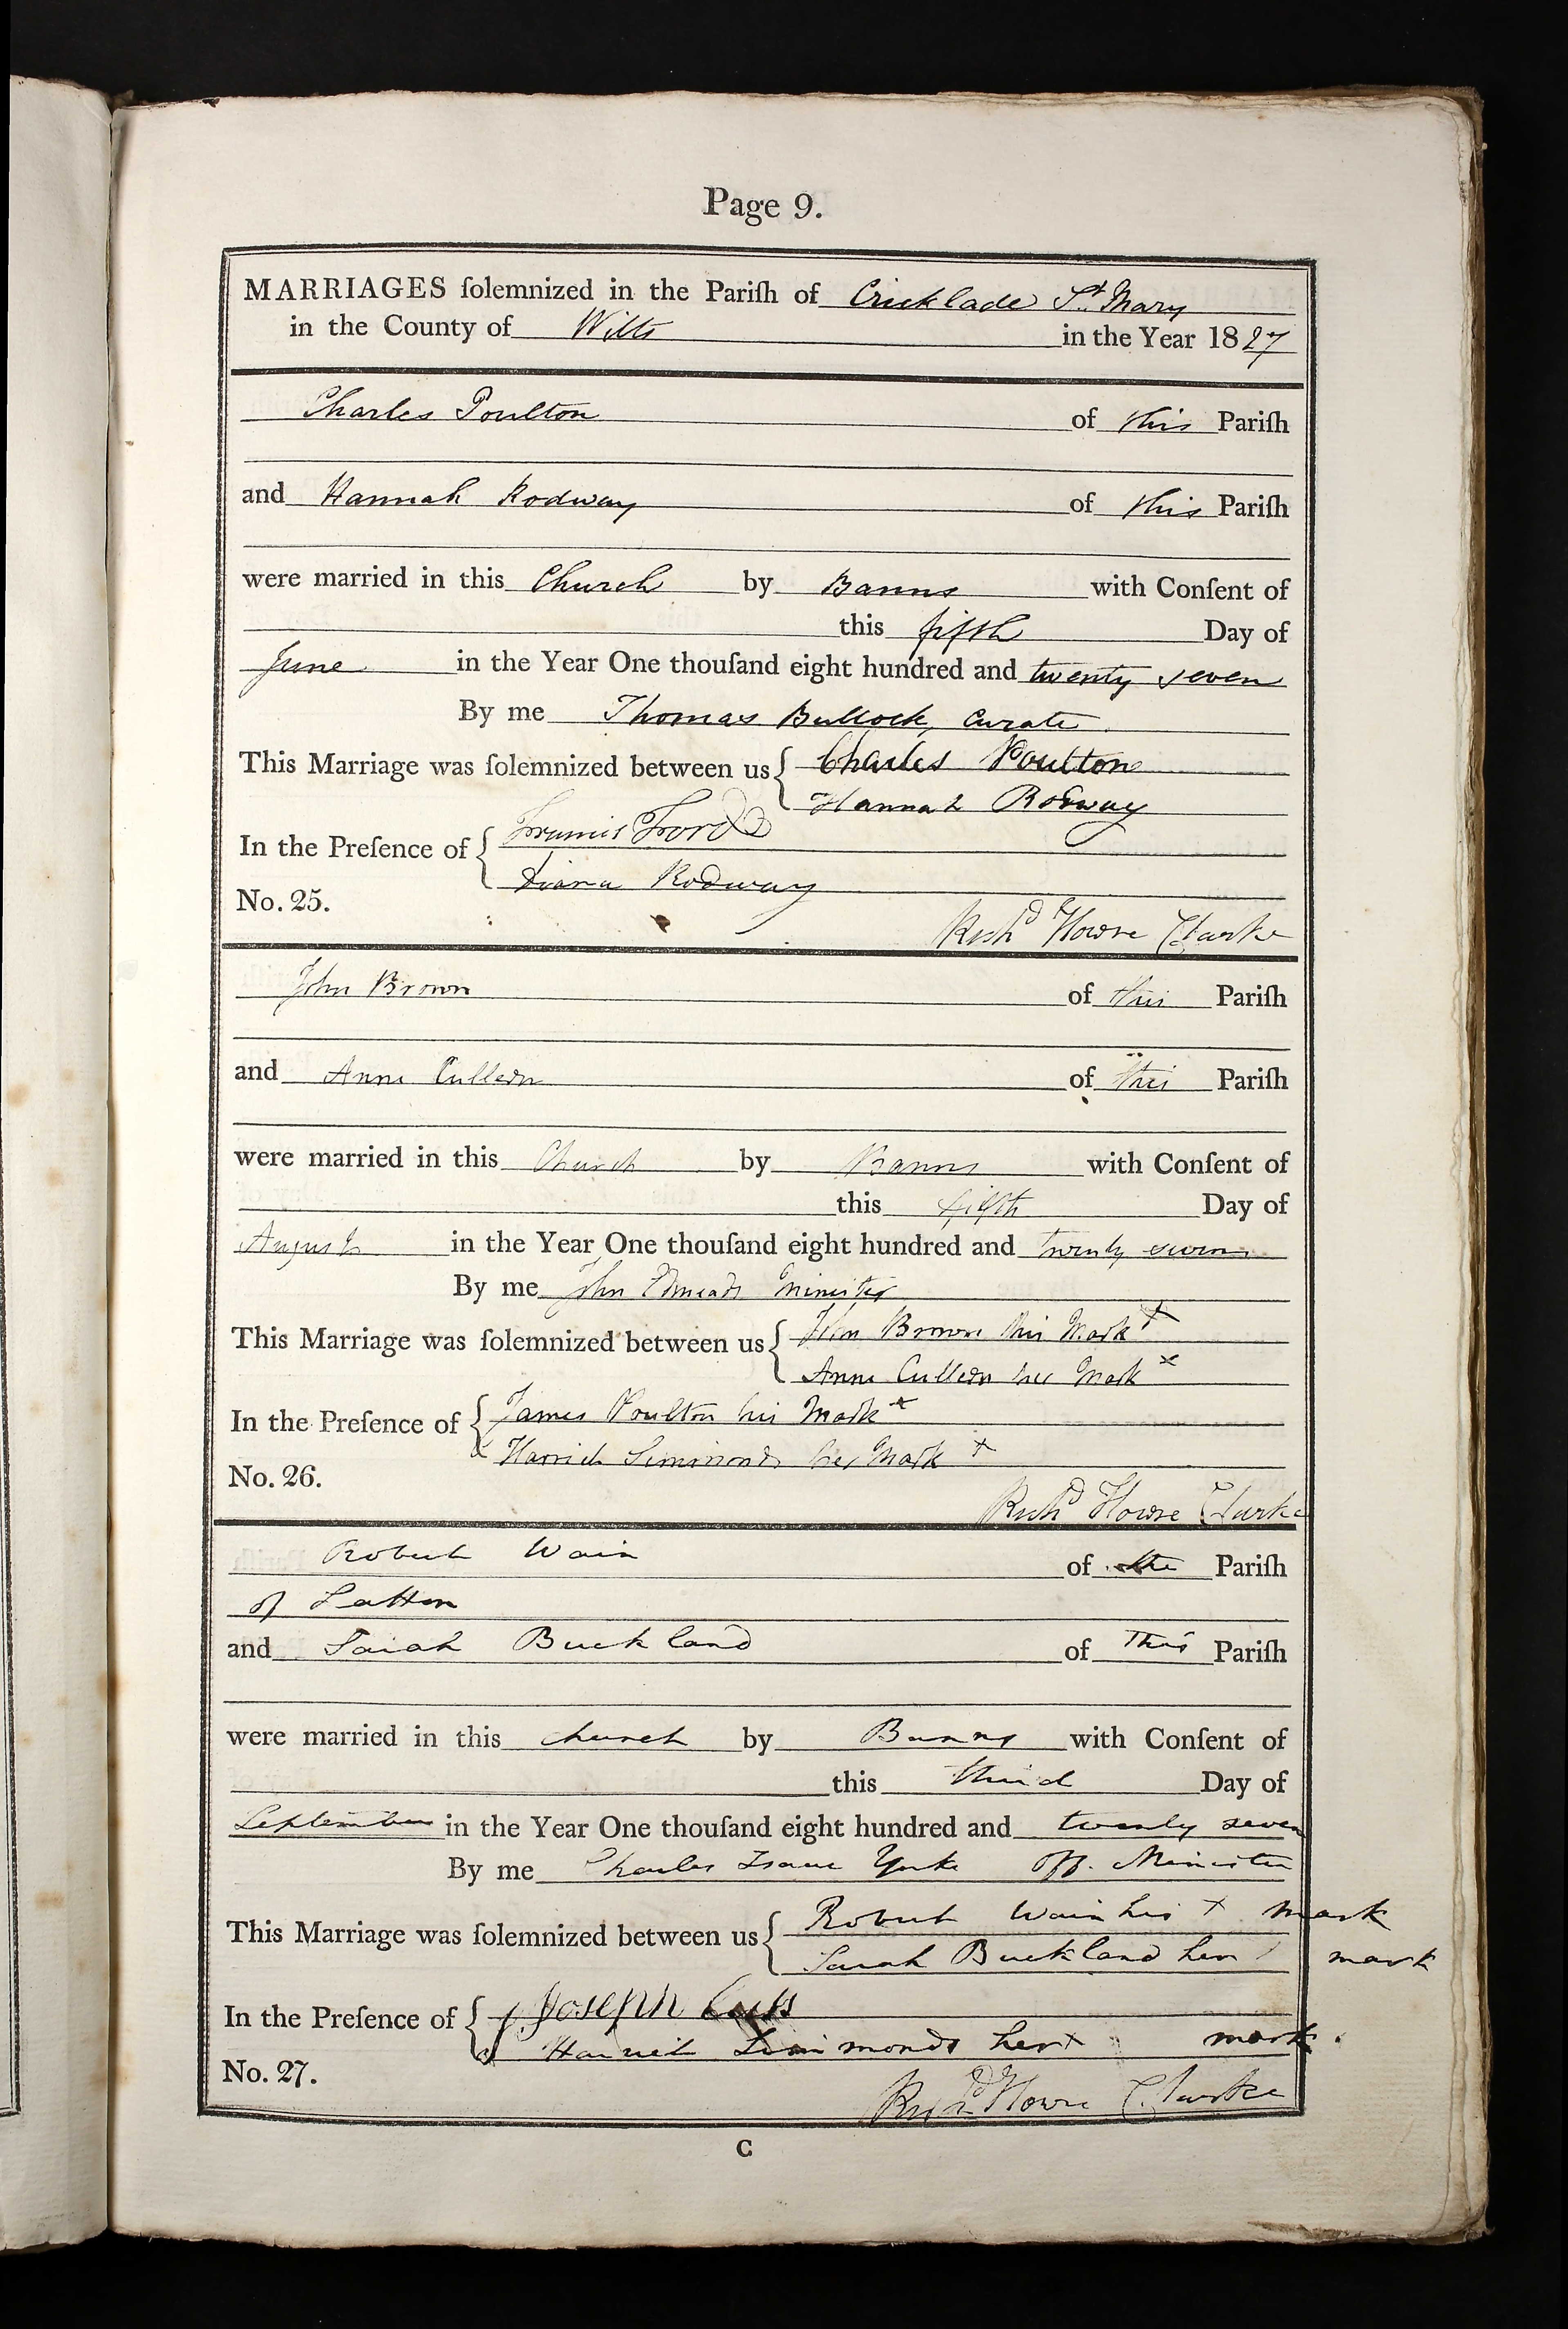 Page 9.
MARRIAGES ſolemnized in the Pariſh of Cricklade St. Mary
in the County of Wilts in the Year 1827
Charles Poulton of this Pariſh
and Hannah Rodway of this Pariſh
were married in this Church by Banns with Conſent of
this fifth Day of
June in the Year One thouſand eight hundred and twenty seven
By me Thomas Bullock, Curate.
This Marriage was ſolemnized between us { Charles Poulton
Hannah Rodway
In the Preſence of { Francis Ford
Diana Rodway
No. 25.
Richd Howse Clarke
John Brown of this Pariſh
and Anne Cullern of this Pariſh
were married in this Church by Banns with Conſent of
this fifth Day of
August in the Year One thouſand eight hundred and twenty seven
By me John Edmeads Minister
This Marriage was ſolemnized between us { John Brown his Mark x
Anne Cullern her Mark x
In the Preſence of { James Poulton his Mark x
& Harriet Simmonds her Mark x
No. 26.
Richd Howse Clarke
Robert Wain of the Pariſh
of Latton
and Sarah Buckland of This Pariſh
were married in this church by Banns with Conſent of
this third Day of
September in the Year One thouſand eight hundred and twenty seven
By me Charles Isaac Yorke Off. Minister
This Marriage was ſolemnized between us { Robert Wain his x mark
Sarah Buckland her mark
In the Preſence of { Joseph
Harriet Simmonds her x mark.
No. 27.
Richd Howse Clarke
C